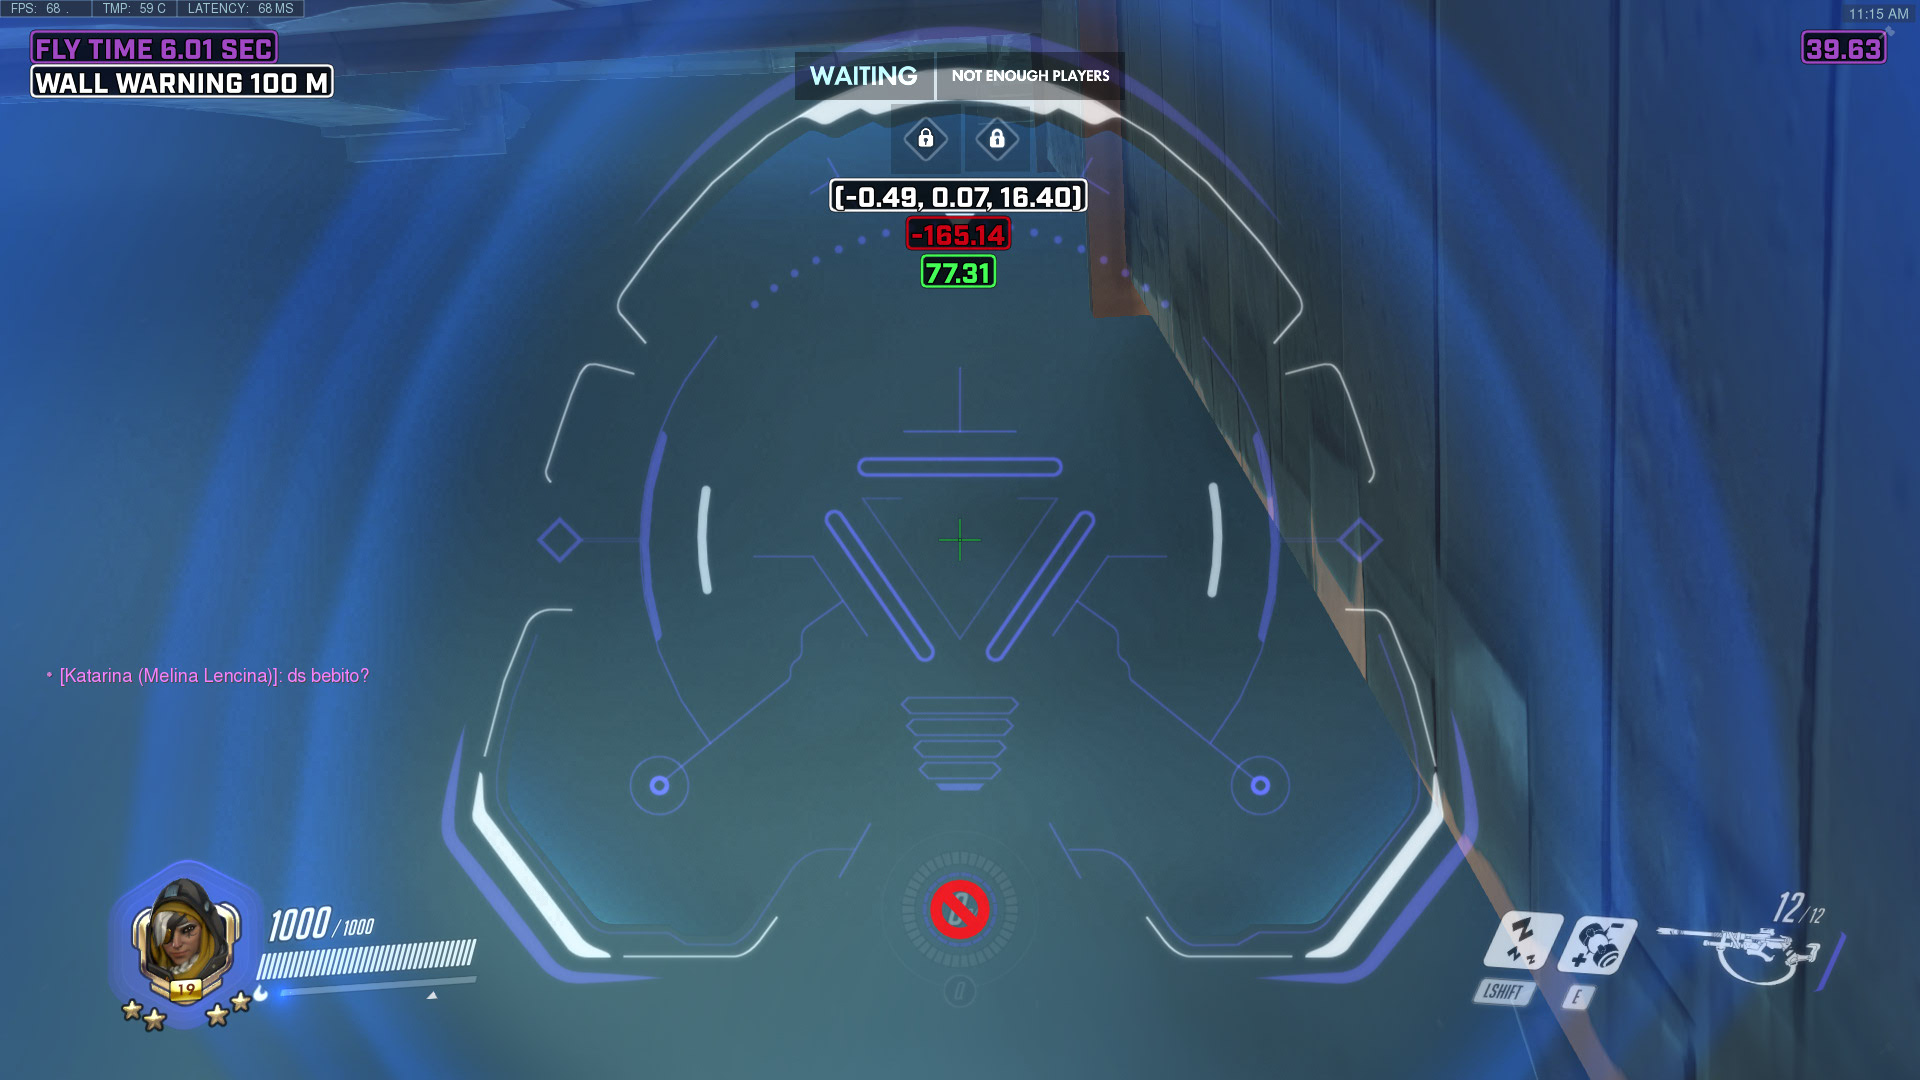 FPS: 68 . TMP: 59 C LATENCY: 68 MS
11:15 AM
FLY TIME 6.01 SEC
WALL WARNING 100 M
39.63
WAITING NOT ENOUGH PLAYERS
[-0.49, 0.07, 16.40]
-165.14
77.31
• [Katarina (Melina Lencina)]: ds bebito?
1000/1000
19
Q
12/12
Z Z Z
LSHIFT E